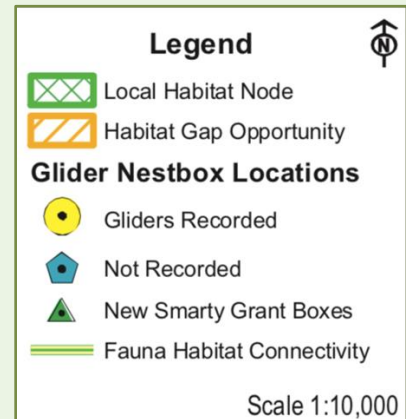 Legend
N
Local Habitat Node
Habitat Gap Opportunity
Glider Nestbox Locations
Gliders Recorded
Not Recorded
New Smarty Grant Boxes
Fauna Habitat Connectivity
Scale 1:10,000